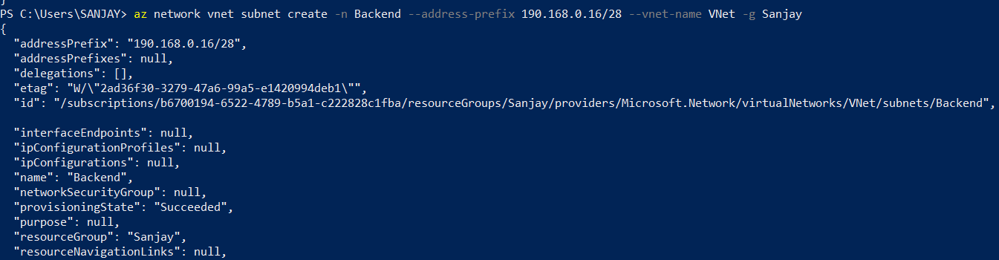 }
PS C:\Users\SANJAY> az network vnet subnet create -n Backend --address-prefix 190.168.0.16/28 --vnet-name VNet -g Sanjay
{
  "addressPrefix": "190.168.0.16/28",
  "addressPrefixes": null,
  "delegations": [],
  "etag": "W/\"2ad36f30-3279-47a6-99a5-e1420994deb1\"",
  "id": "/subscriptions/b6700194-6522-4789-b5a1-c222828c1fba/resourceGroups/Sanjay/providers/Microsoft.Network/virtualNetworks/VNet/subnets/Backend",
  "interfaceEndpoints": null,
  "ipConfigurationProfiles": null,
  "ipConfigurations": null,
  "name": "Backend",
  "networkSecurityGroup": null,
  "provisioningState": "Succeeded",
  "purpose": null,
  "resourceGroup": "Sanjay",
  "resourceNavigationLinks": null,